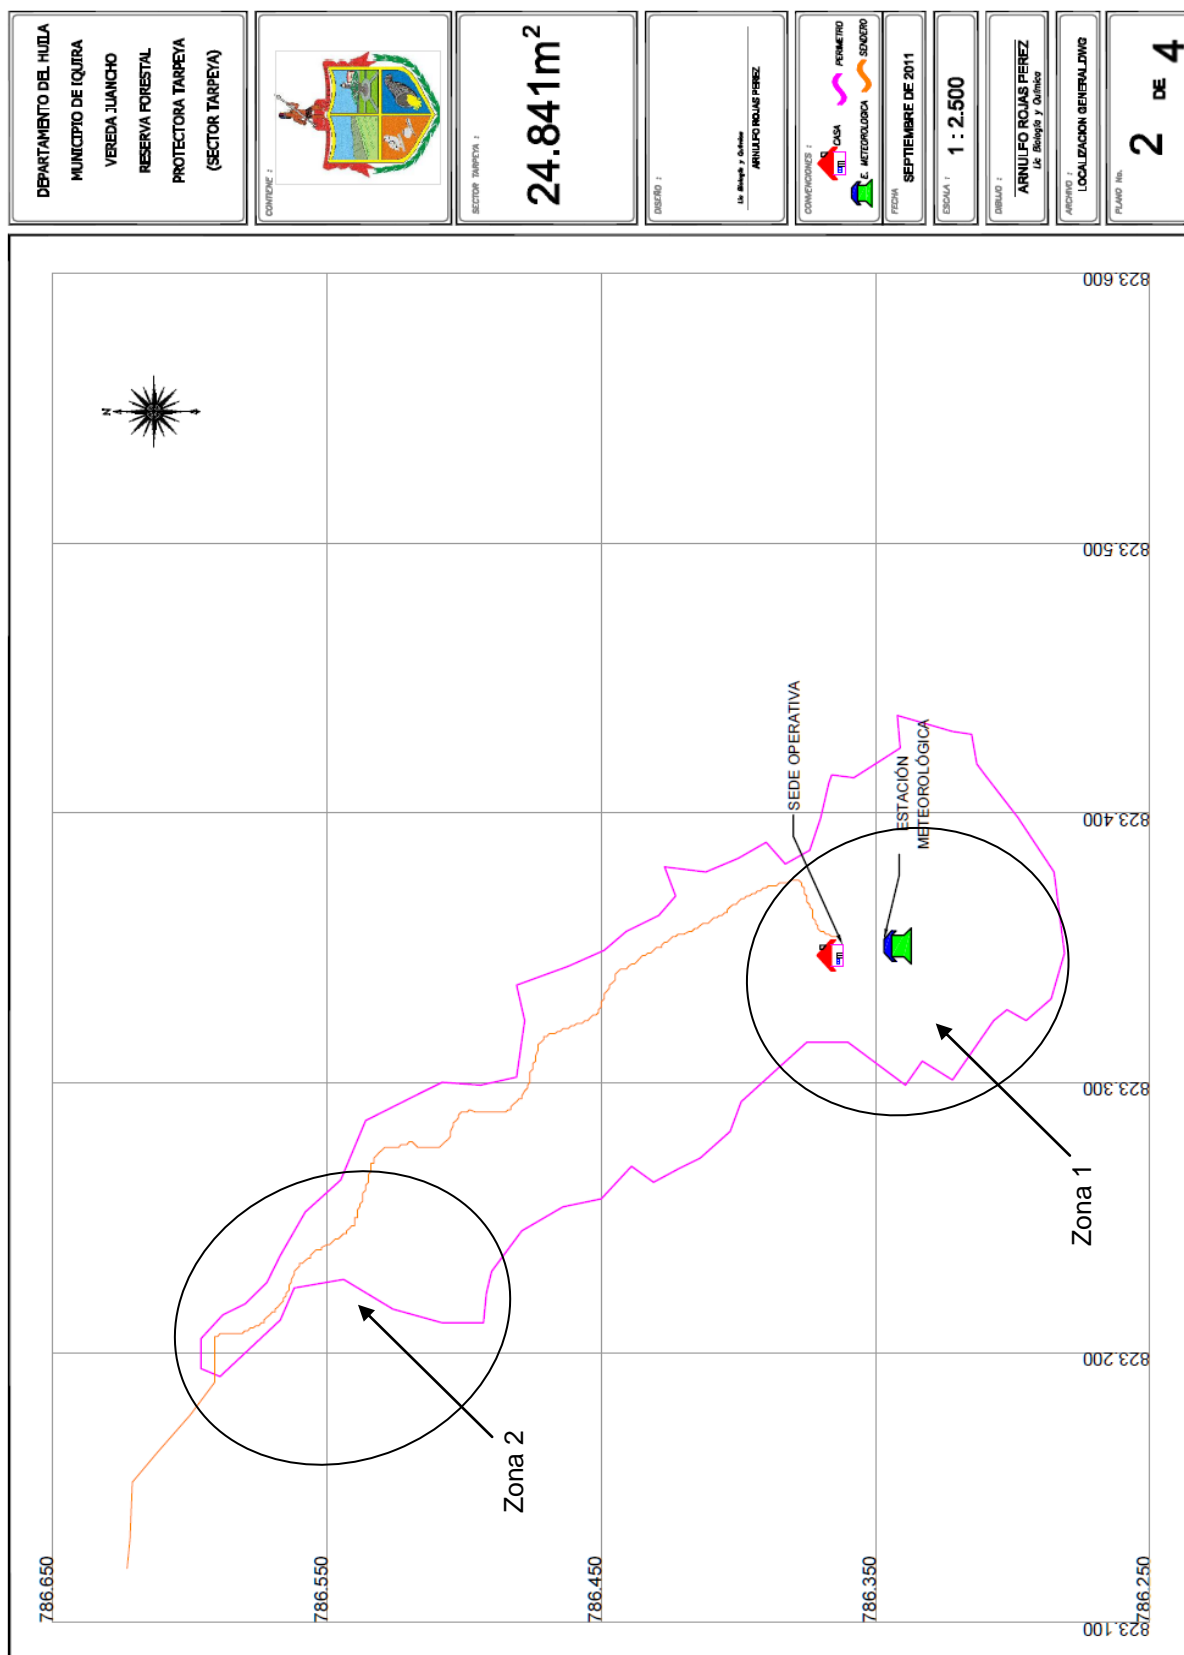 DEPARTAMENTO DEL HUILA
MUNICIPIO DE IQUIRA
VEREDA JUANCHO
RESERVA FORESTAL
PROTECTORA TARPEYA
(SECTOR TARPEYA)
CONTIENE :
SECTOR TARPEYA :
24.841m²
DISEÑO :
Lic Biología y Química
ARNULFO ROJAS PEREZ
CONVENCIONES :
CASA
PERIMETRO
E. METEOROLOGICA
SENDERO
FECHA
SEPTIEMBRE DE 2011
ESCALA :
1 : 2.500
DIBUJO :
ARNULFO ROJAS PEREZ
Lic Biología y Química
ARCHIVO :
LOCALIZACION GENERAL.DWG
PLANO No.
2 DE 4
N
786.650
786.550
786.450
786.350
786.250
823.100
823.200
823.300
823.400
823.500
823.600
SEDE OPERATIVA
ESTACIÓN
METEOROLÓGICA
Zona 1
Zona 2